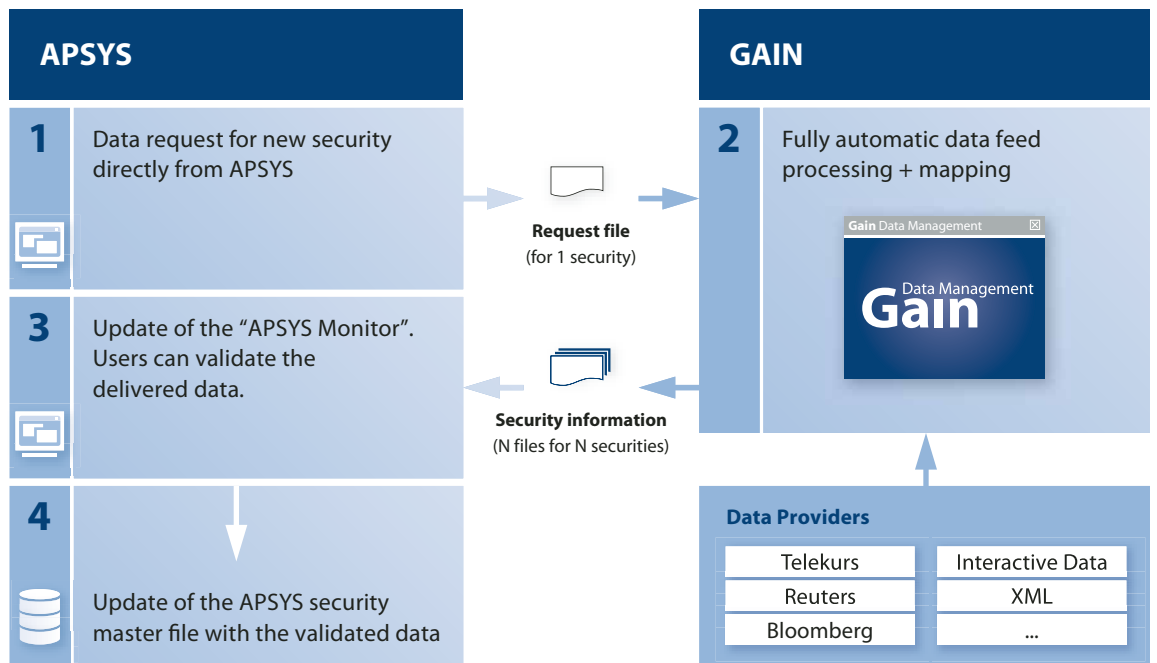 APSYS
GAIN
1
Data request for new security
directly from APSYS
Request file
(for 1 security)
2
Fully automatic data feed
processing + mapping
Gain Data Management
Data Management
Gain
3
Update of the “APSYS Monitor”.
Users can validate the
delivered data.
Security information
(N files for N securities)
4
Update of the APSYS security
master file with the validated data
Data Providers
Telekurs
Interactive Data
Reuters
XML
Bloomberg
...